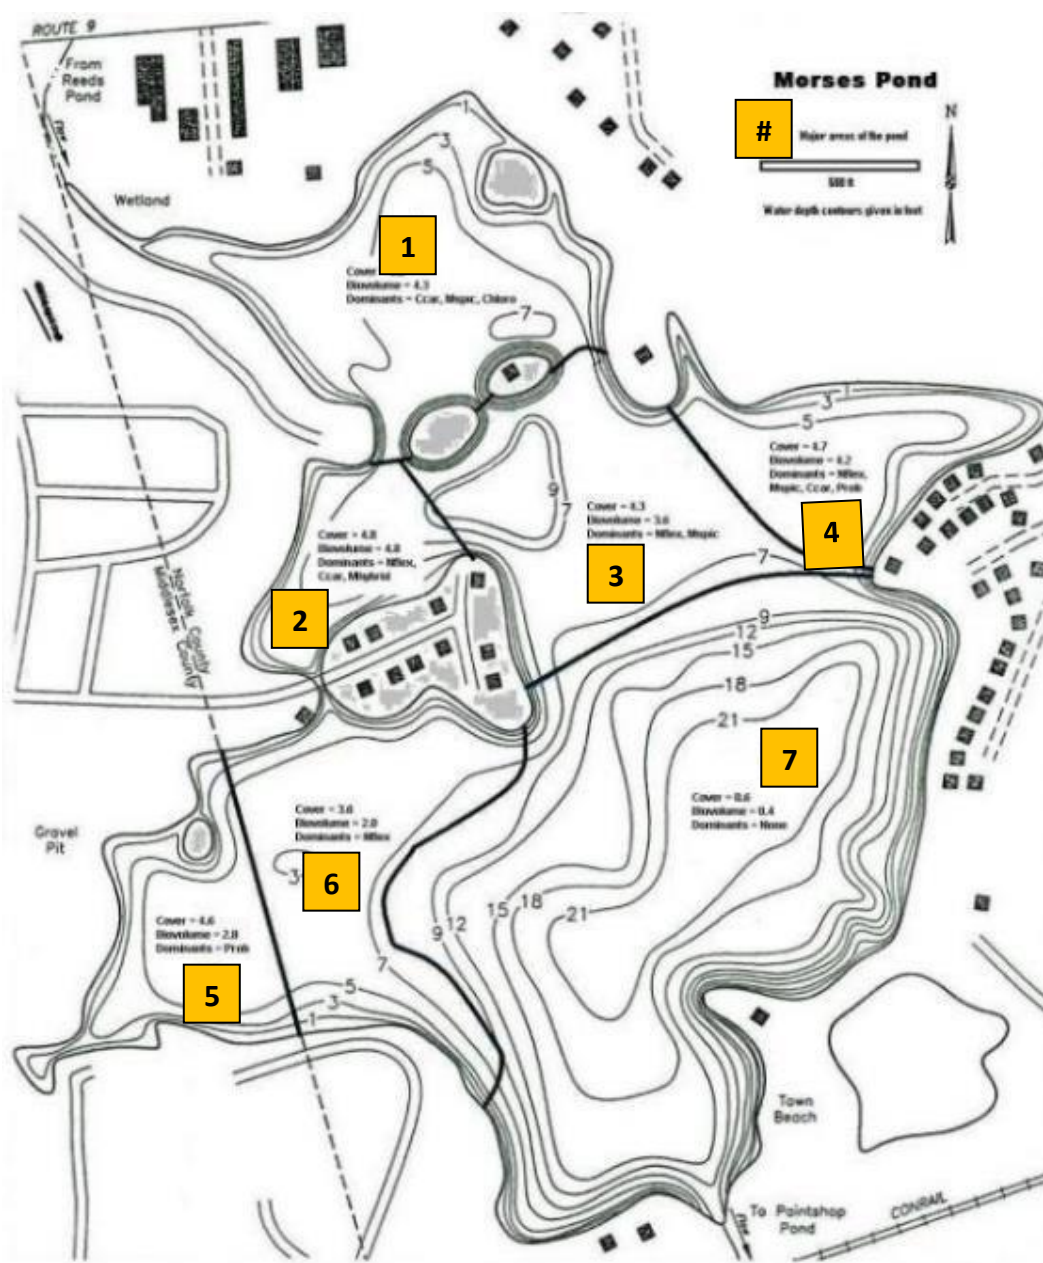 ROUTE 9
From
Reeds
Pond
Flow
Wetland
Morses Pond
N
#
Major areas of the pond
Water depth contours given in feet
1
3
5
1
Biovolume = 4.3
Dominants = Ccar, Mspic, Chloro
7
1
3
5
Cover = 4.7
Biovolume = 4.2
Dominants = Nflex,
Mspic, Ccar, Prob
4
9
7
Cover = 4.3
Biovolume = 3.6
Dominants = Nflex, Mspic
3
7
Cover = 4.8
Biovolume = 4.8
Dominants = Nflex,
Ccar, Mhybrid
2
Norfolk County
Middlesex County
9
12
15
18
21
7
Cover = 0.6
Biovolume = 0.4
Dominants = None
Gravel
Pit
Cover = 3.6
Biovolume = 2.0
Dominants = Nflex
3
6
Cover = 4.6
Biovolume = 2.8
Dominants = Prob
5
7
9
12
15
18
21
5
3
1
Town
Beach
To Paintshop
Pond
Flow
CONRAIL